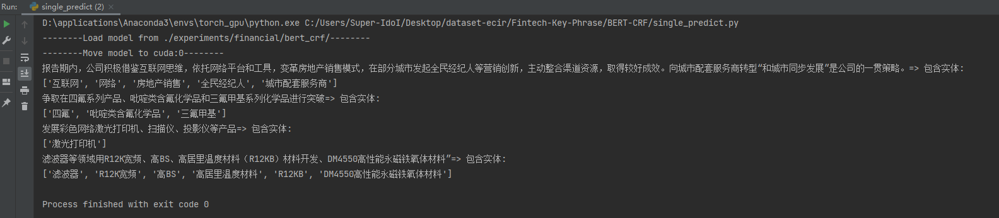 Run: single_predict (2) ×
D:\applications\Anaconda3\envs\torch_gpu\python.exe C:/Users/Super-IdoI/Desktop/dataset-ecir/Fintech-Key-Phrase/BERT-CRF/single_predict.py
--------Load model from ./experiments/financial/bert_crf/--------
--------Move model to cuda:0--------
报告期内，公司积极借鉴互联网思维，依托网络平台和工具，变革房地产销售模式，在部分城市发起全民经纪人等营销创新，主动整合渠道资源，取得较好成效。向城市配套服务商转型“和城市同步发展”是公司的一贯策略。=> 包含实体:
['互联网', '网络', '房地产销售', '全民经纪人', '城市配套服务商']
争取在四氟系列产品、吡啶类含氟化学品和三氟甲基系列化学品进行突破=> 包含实体:
['四氟', '吡啶类含氟化学品', '三氟甲基']
发展彩色网络激光打印机、扫描仪、投影仪等产品=> 包含实体:
['激光打印机']
滤波器等领域用R12K宽频、高BS、高居里温度材料（R12KB）材料开发、DM4550高性能永磁铁氧体材料”=> 包含实体:
['滤波器', 'R12K宽频', '高BS', '高居里温度材料', 'R12KB', 'DM4550高性能永磁铁氧体材料']
Process finished with exit code 0